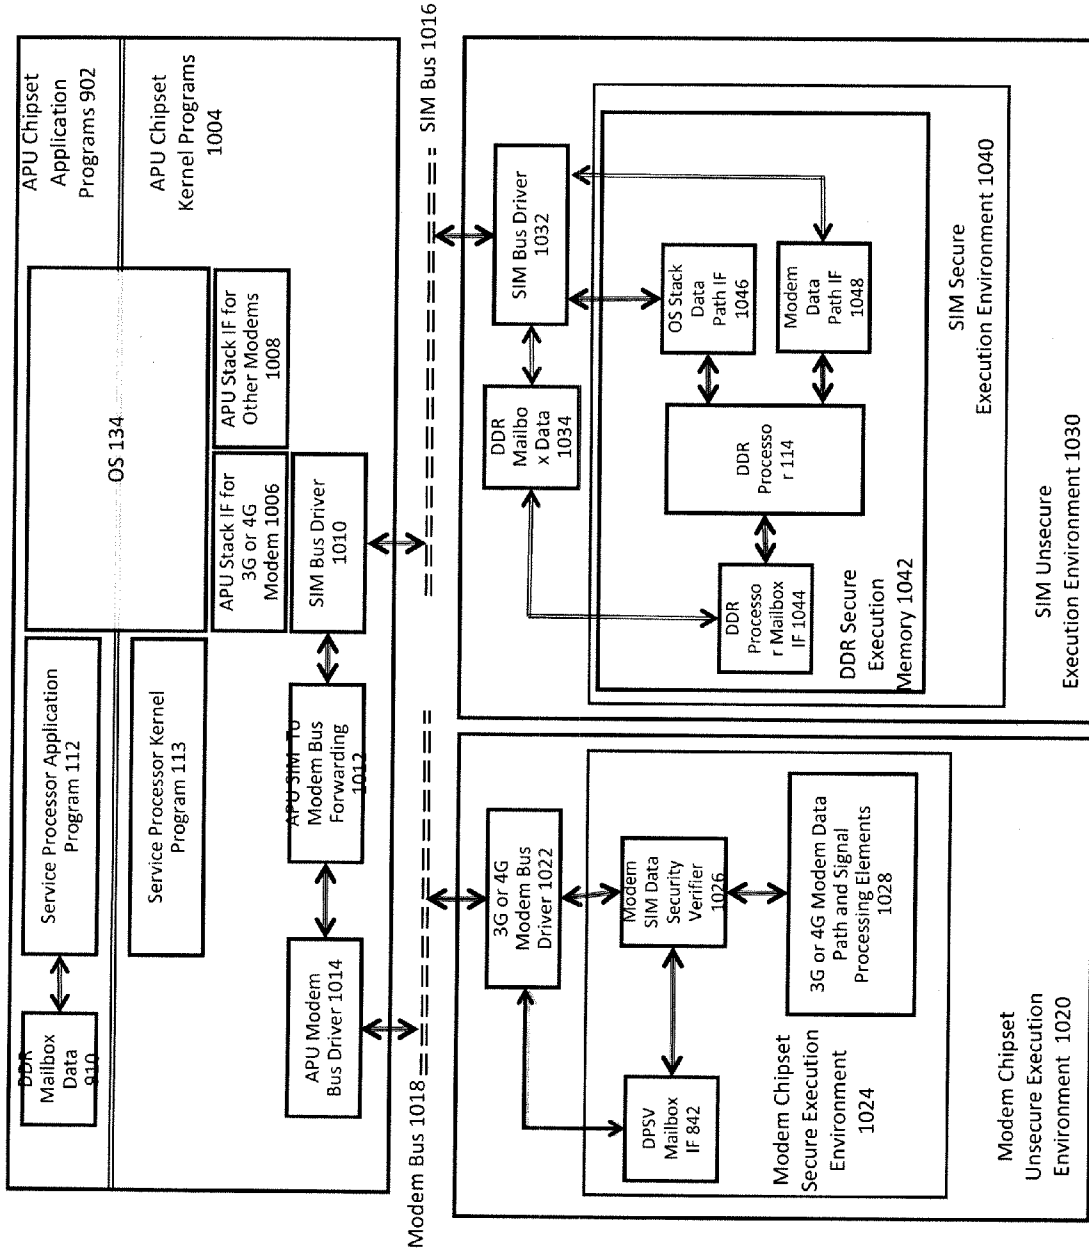 DDR
Mailbox
Data
910
Service Processor Application
Program 112
OS 134
APU Chipset
Application
Programs 902
Service Processor Kernel
Program 113
APU Chipset
Kernel Programs
1004
APU Stack IF for
3G or 4G
Modem 1006
APU Stack IF for
Other Modems
1008
APU Modem
Bus Driver 1014
APU SIM To
Modem Bus
Forwarding
1012
SIM Bus Driver
1010
Modem Bus 1018
SIM Bus 1016
3G or 4G
Modem Bus
Driver 1022
DPSV
Mailbox
IF 842
Modem
SIM Data
Security
Verifier
1026
3G or 4G Modem Data
Path and Signal
Processing Elements
1028
Modem Chipset
Secure Execution
Environment
1024
Modem Chipset
Unsecure Execution
Environment 1020
DDR
Mailbo
x Data
1034
SIM Bus Driver
1032
DDR
Processo
r Mailbox
IF 1044
DDR
Processo
r 114
OS Stack
Data
Path IF
1046
Modem
Data
Path IF
1048
DDR Secure
Execution
Memory 1042
SIM Secure
Execution Environment 1040
SIM Unsecure
Execution Environment 1030